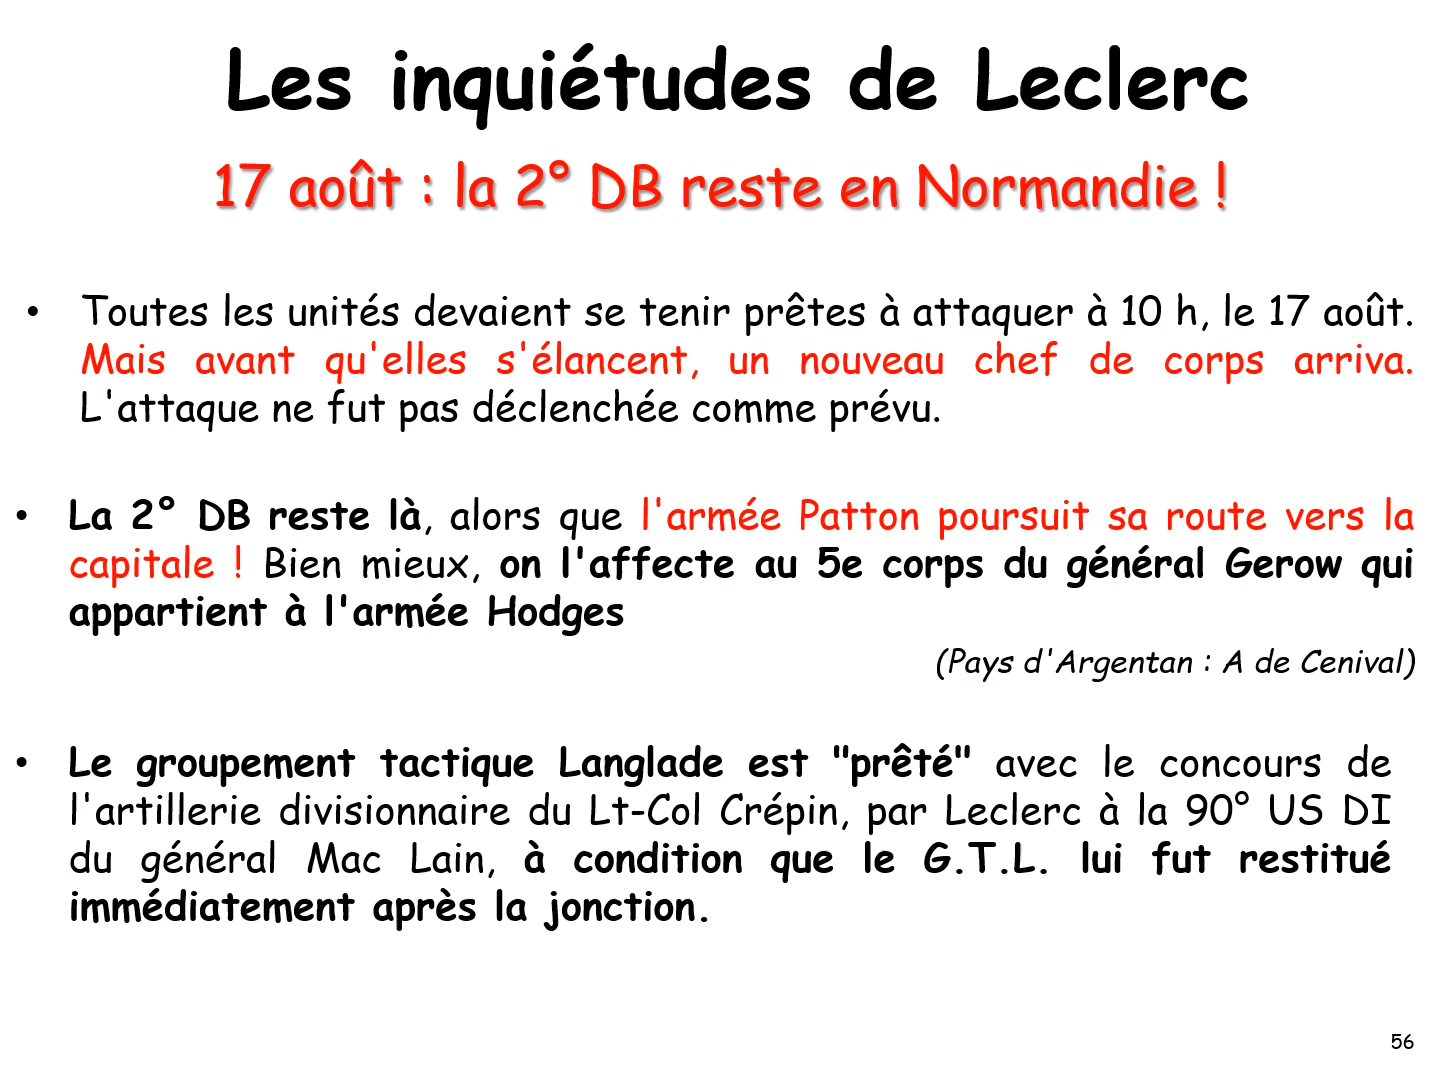 Les inquiétudes de Leclerc
17 août : la 2° DB reste en Normandie !
• Toutes les unités devaient se tenir prêtes à attaquer à 10 h, le 17 août.
Mais avant qu'elles s'élancent, un nouveau chef de corps arriva.
L'attaque ne fut pas déclenchée comme prévu.
• La 2° DB reste là, alors que l'armée Patton poursuit sa route vers la
capitale ! Bien mieux, on l'affecte au 5e corps du général Gerow qui
appartient à l'armée Hodges
(Pays d'Argentan : A de Cenival)
• Le groupement tactique Langlade est "prêté" avec le concours de
l'artillerie divisionnaire du Lt-Col Crépin, par Leclerc à la 90° US DI
du général Mac Lain, à condition que le G.T.L. lui fut restitué
immédiatement après la jonction.
56